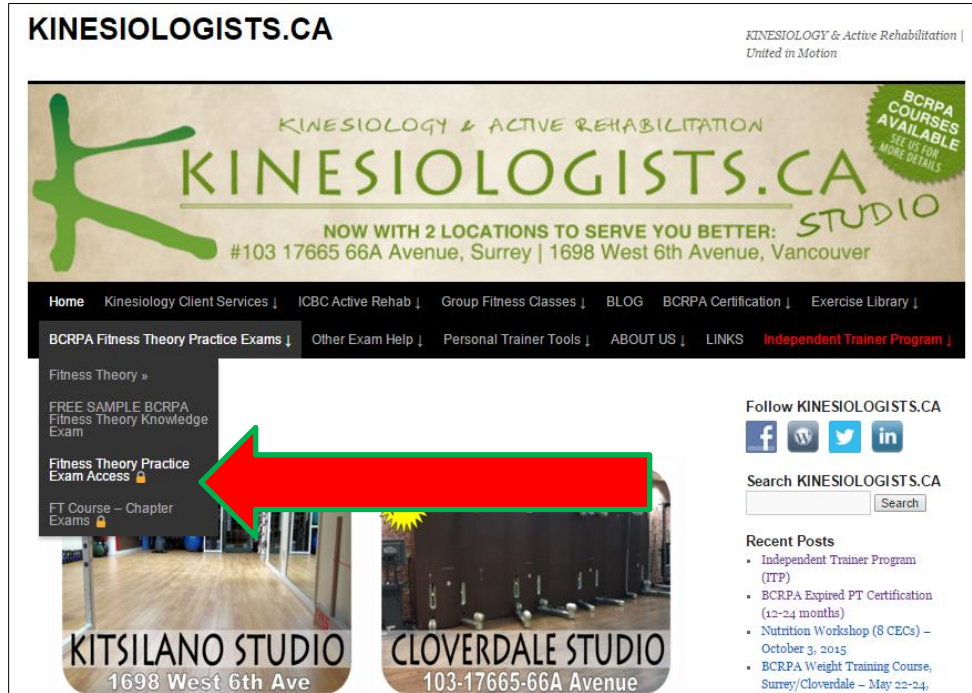 KINESIOLOGISTS.CA
KINESIOLOGY & Active Rehabilitation |
United in Motion
KINESIOLOGY & ACTIVE REHABILITATION
KINESIOLOGISTS.CA
STUDIO
NOW WITH 2 LOCATIONS TO SERVE YOU BETTER:
#103 17665 66A Avenue, Surrey | 1698 West 6th Avenue, Vancouver
BCRPA
COURSES
AVAILABLE
SEE US FOR
MORE DETAILS
Home Kinesiology Client Services ↓ ICBC Active Rehab ↓ Group Fitness Classes ↓ BLOG BCRPA Certification ↓ Exercise Library ↓
BCRPA Fitness Theory Practice Exams ↓ Other Exam Help ↓ Personal Trainer Tools ↓ ABOUT US ↓ LINKS Independent Trainer Program ↓
Fitness Theory »
FREE SAMPLE BCRPA
Fitness Theory Knowledge
Exam
Fitness Theory Practice
Exam Access
FT Course – Chapter
Exams
KITSILANO STUDIO
1698 West 6th Ave
CLOVERDALE STUDIO
103-17665-66A Avenue
Follow KINESIOLOGISTS.CA
Search KINESIOLOGISTS.CA
Search
Recent Posts
Independent Trainer Program
(ITP)
BCRPA Expired PT Certification
(12-24 months)
Nutrition Workshop (8 CECs) –
October 3, 2015
BCRPA Weight Training Course,
Surrey/Cloverdale – May 22-24,